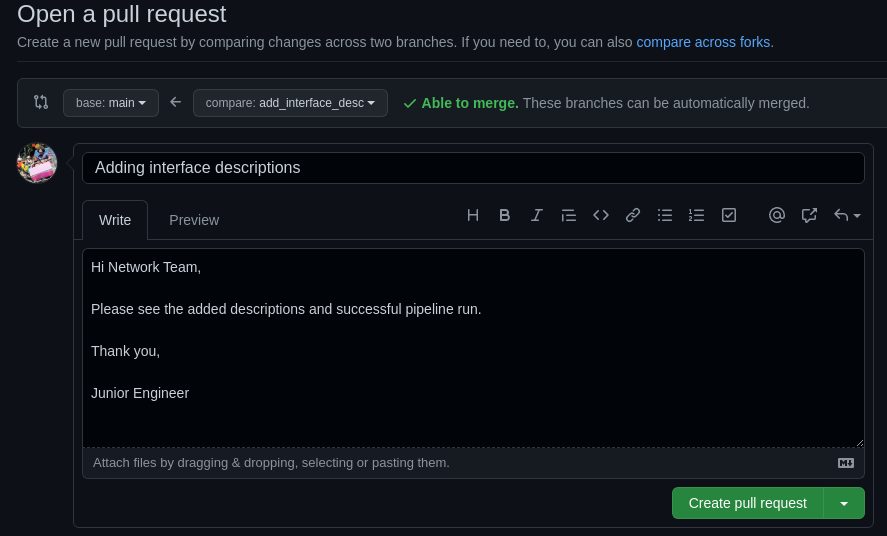 Open a pull request
Create a new pull request by comparing changes across two branches. If you need to, you can also compare across forks.
base: main compare: add_interface_desc Able to merge. These branches can be automatically merged.
Adding interface descriptions
Write Preview
Hi Network Team,
Please see the added descriptions and successful pipeline run.
Thank you,
Junior Engineer
Attach files by dragging & dropping, selecting or pasting them.
Create pull request